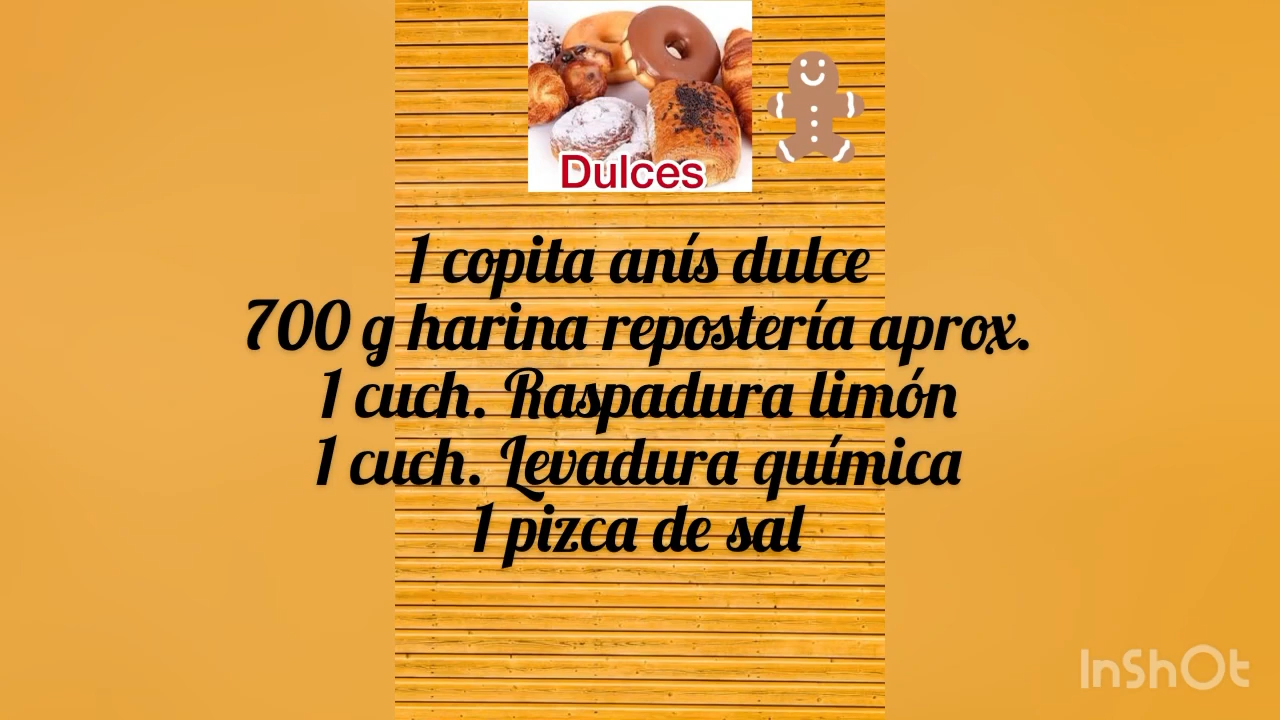 Dulces
1 copita anís dulce
700 g harina repostería aprox.
1 cuch. Raspadura limón
1 cuch. Levadura química
1 pizca de sal
InShOt